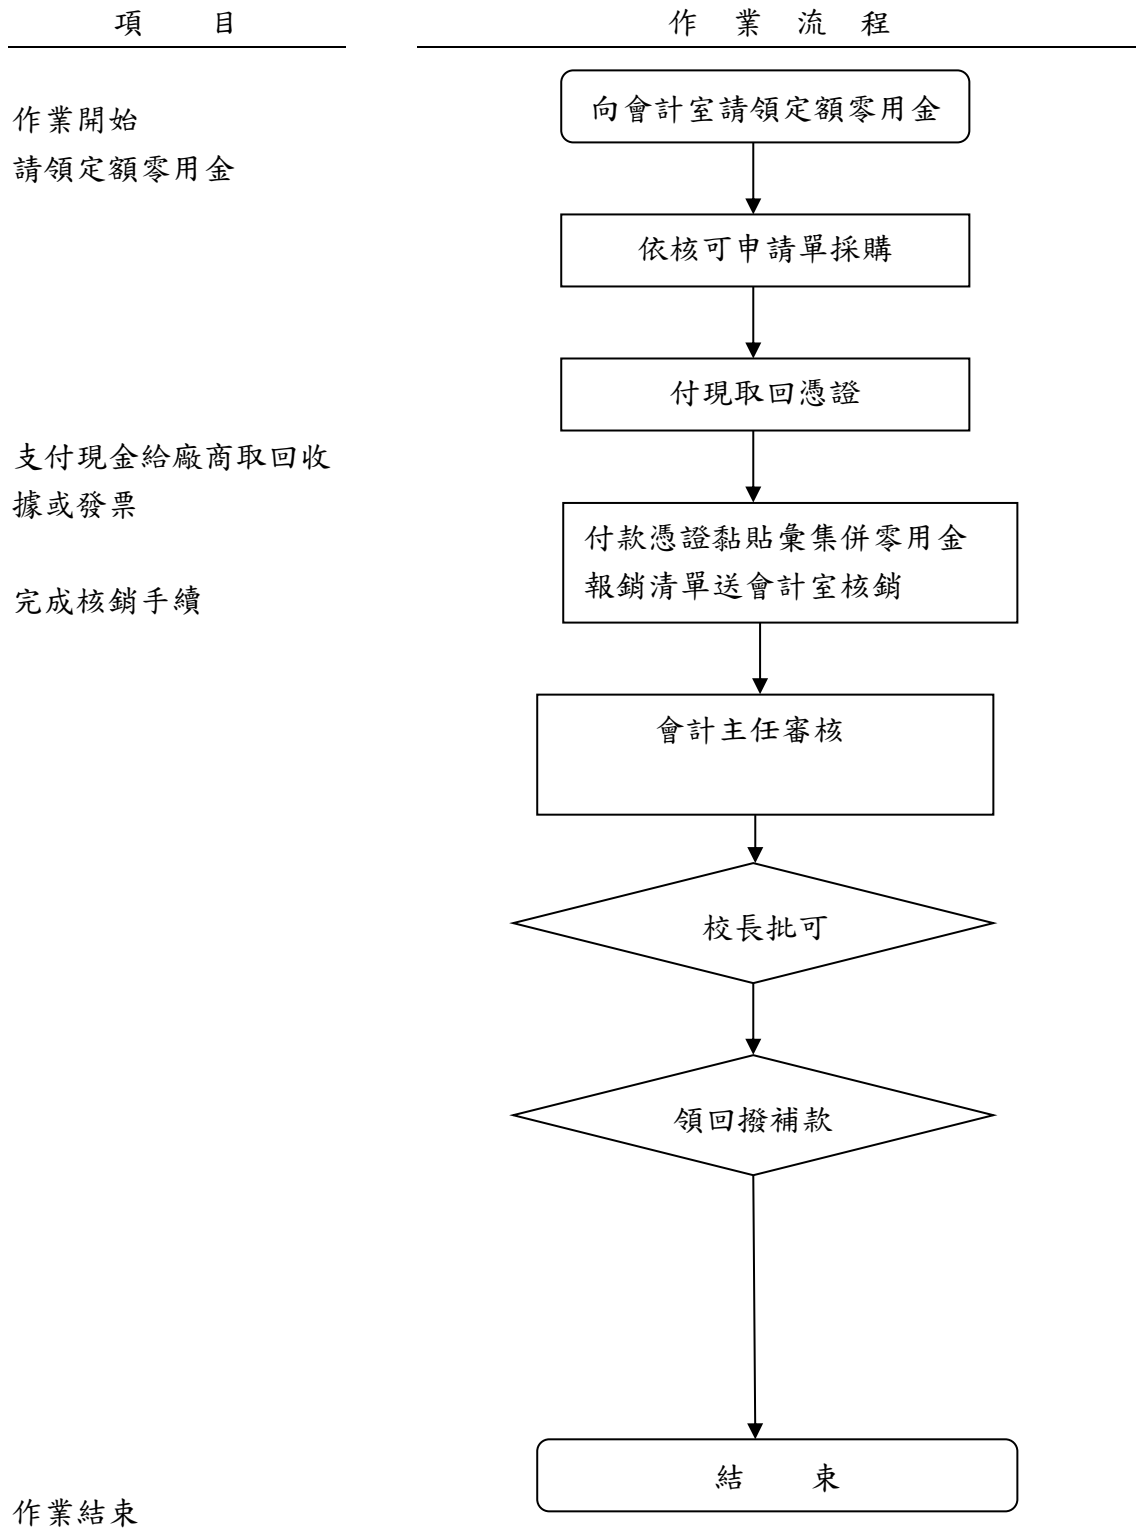 項 目
作 業 流 程
作業開始
請領定額零用金
向會計室請領定額零用金
依核可申請單採購
付現取回憑證
支付現金給廠商取回收
據或發票
付款憑證黏貼彙集併零用金
報銷清單送會計室核銷
完成核銷手續
會計主任審核
校長批可
領回撥補款
結 束
作業結束